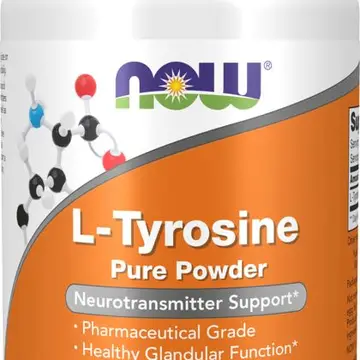 NOW
L-Tyrosine
Pure Powder
Neurotransmitter Support*
• Pharmaceutical Grade
• Healthy Glandular Function*